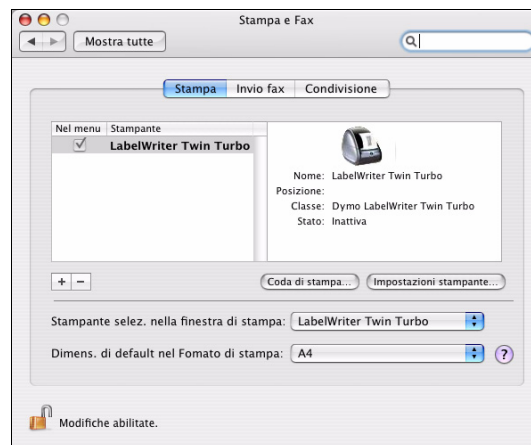 Stampa e Fax
Mostra tutte
Stampa Invio fax Condivisione
Nel menu Stampante
LabelWriter Twin Turbo
Nome: LabelWriter Twin Turbo
Posizione:
Classe: Dymo LabelWriter Twin Turbo
Stato: Inattiva
+ −
Coda di stampa... Impostazioni stampante...
Stampante selez. nella finestra di stampa: LabelWriter Twin Turbo
Dimens. di default nel Fomato di stampa: A4 ?
Modifiche abilitate.